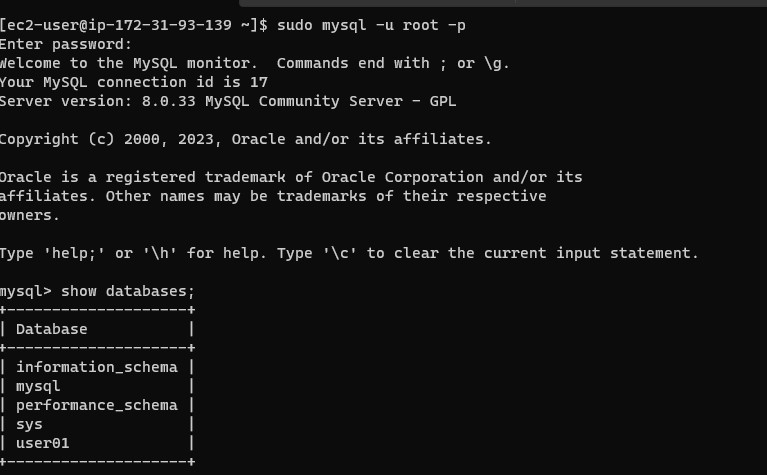 [ec2-user@ip-172-31-93-139 ~]$ sudo mysql -u root -p
Enter password:
Welcome to the MySQL monitor.  Commands end with ; or \g.
Your MySQL connection id is 17
Server version: 8.0.33 MySQL Community Server - GPL
Copyright (c) 2000, 2023, Oracle and/or its affiliates.
Oracle is a registered trademark of Oracle Corporation and/or its
affiliates. Other names may be trademarks of their respective
owners.
Type 'help;' or '\h' for help. Type '\c' to clear the current input statement.
mysql> show databases;
+--------------------+
| Database           |
+--------------------+
| information_schema |
| mysql              |
| performance_schema |
| sys                |
| user01             |
+--------------------+